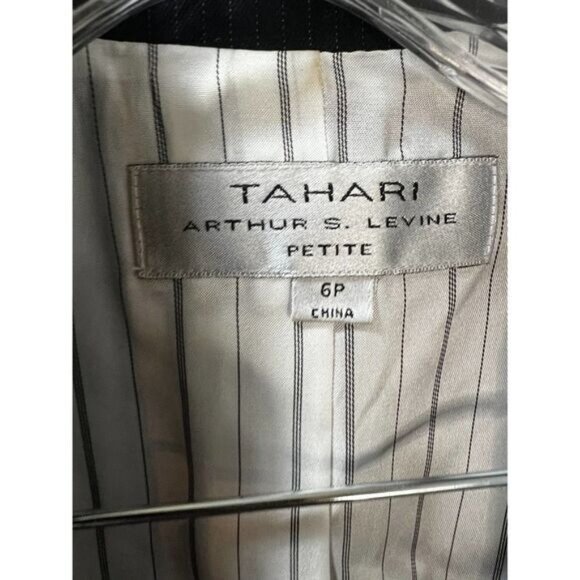 TAHARI
ARTHUR S. LEVINE
PETITE
6P
CHINA